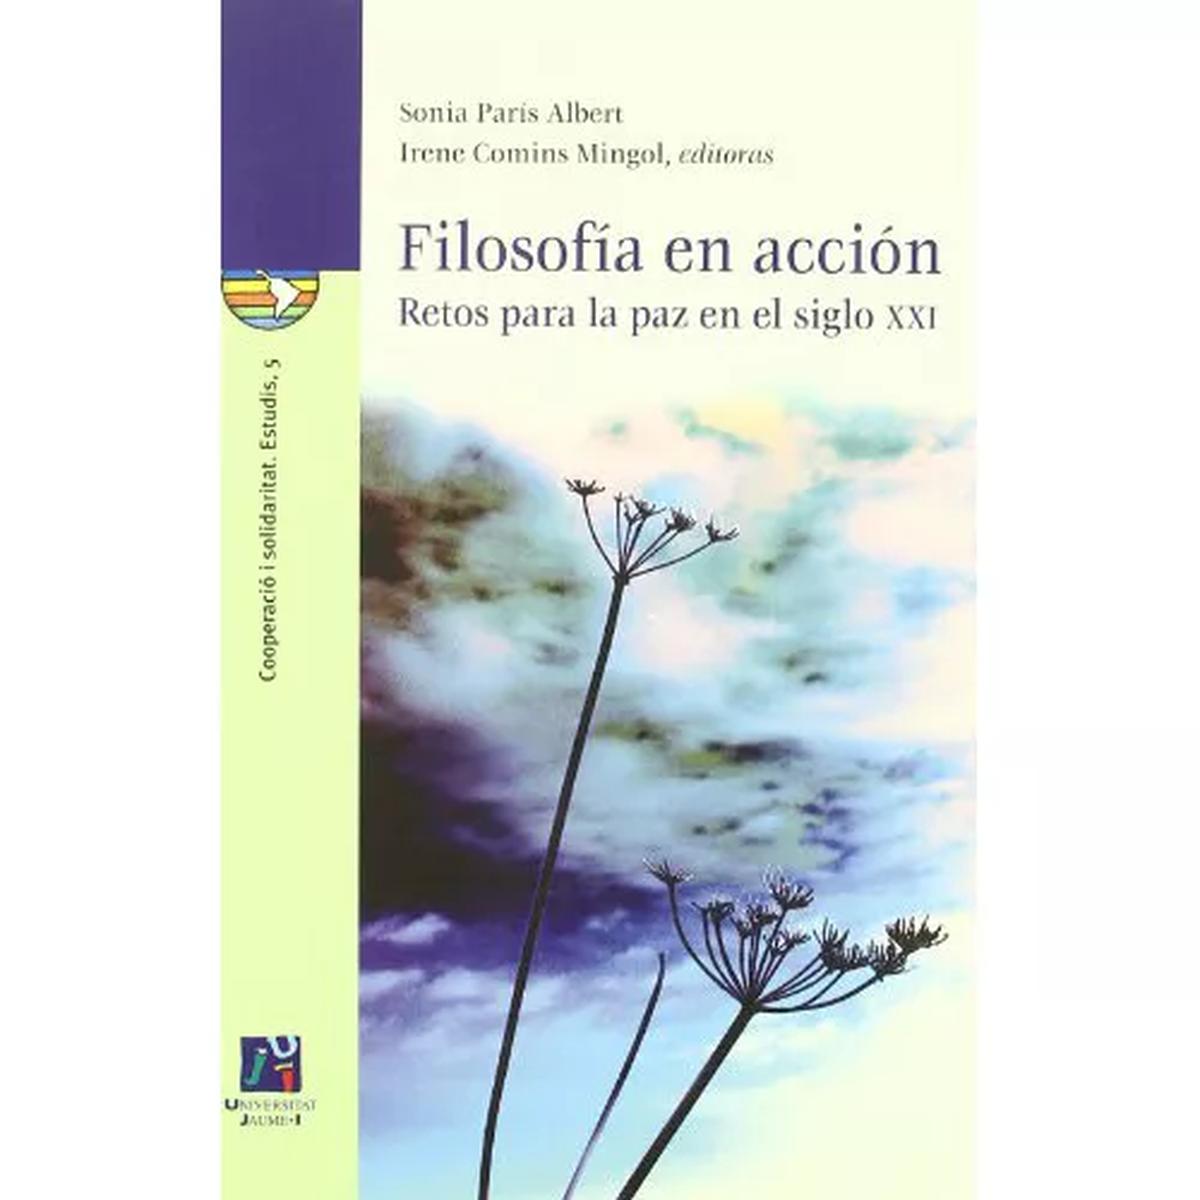 Sonia París Albert
Irene Comins Mingol, editoras
Filosofía en acción
Retos para la paz en el siglo XXI
Cooperació i solidaritat. Estudis, 5
UNIVERSITAT
JAUME·I